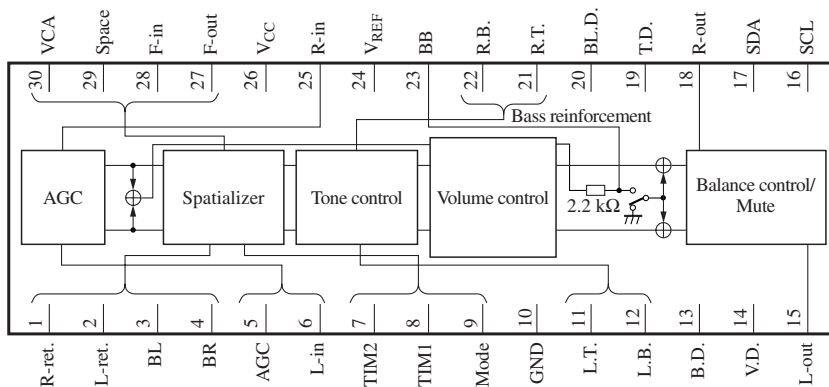 VCA
Space
F-in
F-out
VCC
R-in
VREF
BB
R.B.
R.T.
BL.D.
T.D.
R-out
SDA
SCL
30
29
28
27
26
25
24
23
22
21
20
19
18
17
16
Bass reinforcement
AGC
Spatializer
Tone control
Volume control
2.2 kΩ
Balance control/
Mute
1
2
3
4
5
6
7
8
9
10
11
12
13
14
15
R-ret.
L-ret.
BL
BR
AGC
L-in
TIM2
TIM1
Mode
GND
L.T.
L.B.
B.D.
V.D.
L-out